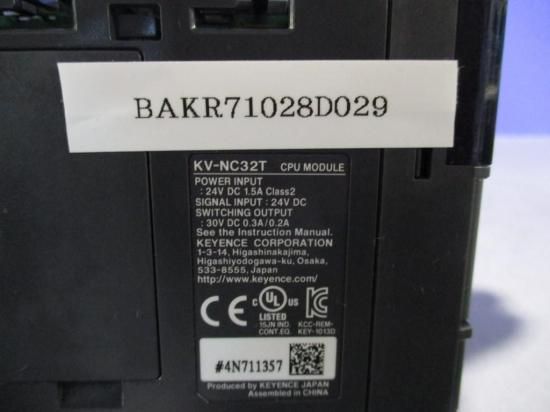 BAKR71028D029
KV-NC32T CPU MODULE
POWER INPUT
: 24V DC 1.5A Class2
SIGNAL INPUT : 24V DC
SWITCHING OUTPUT
: 30V DC 0.3A/0.2A
See the Instruction Manual.
KEYENCE CORPORATION
1-3-14, Higashinakajima,
Higashiyodogawa-ku, Osaka,
533-8555, Japan
http://www.keyence.com/
CE C UL US
LISTED
15JN IND.
CONT.EQ.
KCC-REM-
KEY-1013D
#4N711357
Produced by KEYENCE JAPAN
Assembled in CHINA